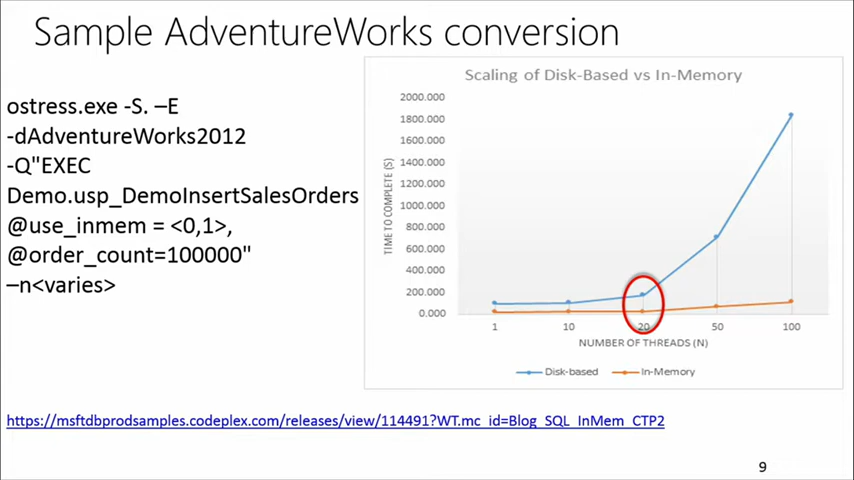 Sample AdventureWorks conversion
ostress.exe -S. –E
-dAdventureWorks2012
-Q"EXEC
Demo.usp_DemoInsertSalesOrders
@use_inmem = <0,1>,
@order_count=100000"
–n<varies>
Scaling of Disk-Based vs In-Memory
TIME TO COMPLETE (S)
2000.000
1800.000
1600.000
1400.000
1200.000
1000.000
800.000
600.000
400.000
200.000
0.000
1 10 20 50 100
NUMBER OF THREADS (N)
Disk-based In-Memory
https://msftdbprodsamples.codeplex.com/releases/view/114491?WT.mc_id=Blog_SQL_InMem_CTP2
9